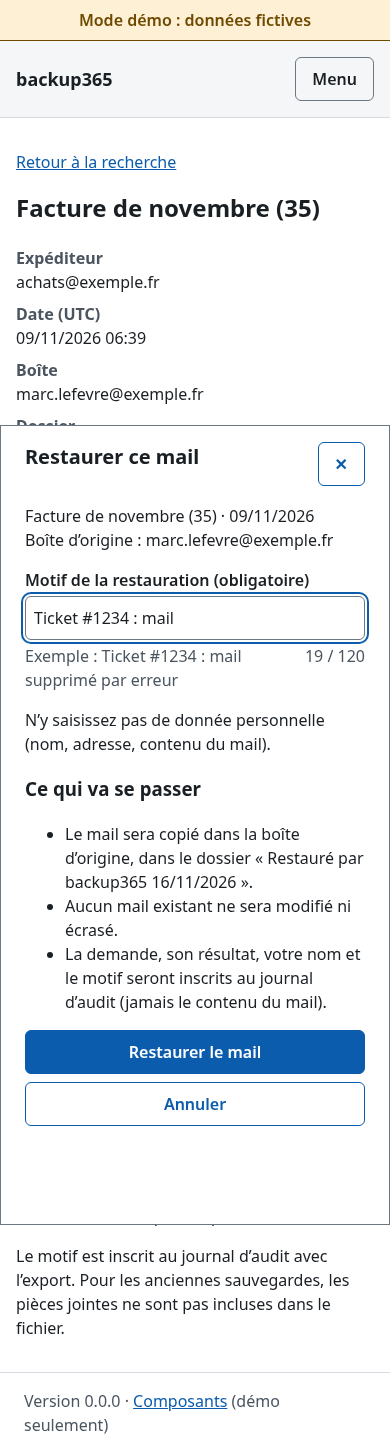 Mode démo : données fictives
backup365
Menu
Retour à la recherche
Facture de novembre (35)
Expéditeur
achats@exemple.fr
Date (UTC)
09/11/2026 06:39
Boîte
marc.lefevre@exemple.fr
Restaurer ce mail
×
Facture de novembre (35) · 09/11/2026
Boîte d’origine : marc.lefevre@exemple.fr
Motif de la restauration (obligatoire)
Ticket #1234 : mail
Exemple : Ticket #1234 : mail
19 / 120
supprimé par erreur
N’y saisissez pas de donnée personnelle
(nom, adresse, contenu du mail).
Ce qui va se passer
• Le mail sera copié dans la boîte
d’origine, dans le dossier « Restauré par
backup365 16/11/2026 ».
• Aucun mail existant ne sera modifié ni
écrasé.
• La demande, son résultat, votre nom et
le motif seront inscrits au journal
d’audit (jamais le contenu du mail).
Restaurer le mail
Annuler
Le motif est inscrit au journal d’audit avec
l’export. Pour les anciennes sauvegardes, les
pièces jointes ne sont pas incluses dans le
fichier.
Version 0.0.0 · Composants (démo
seulement)